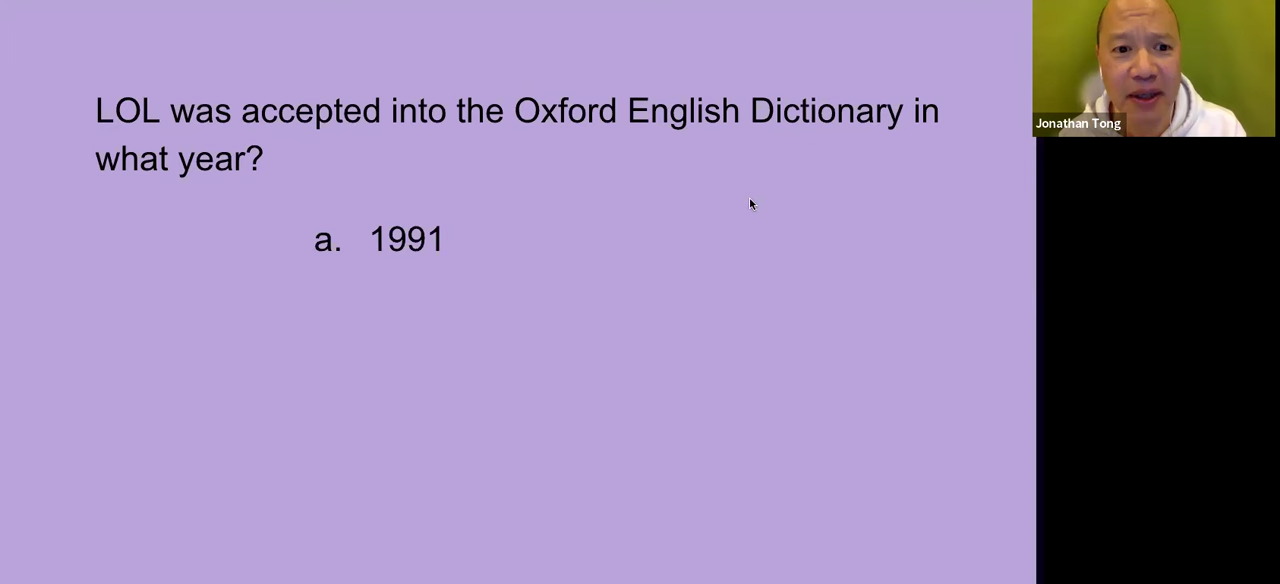 LOL was accepted into the Oxford English Dictionary in
what year?
a. 1991
Jonathan Tong